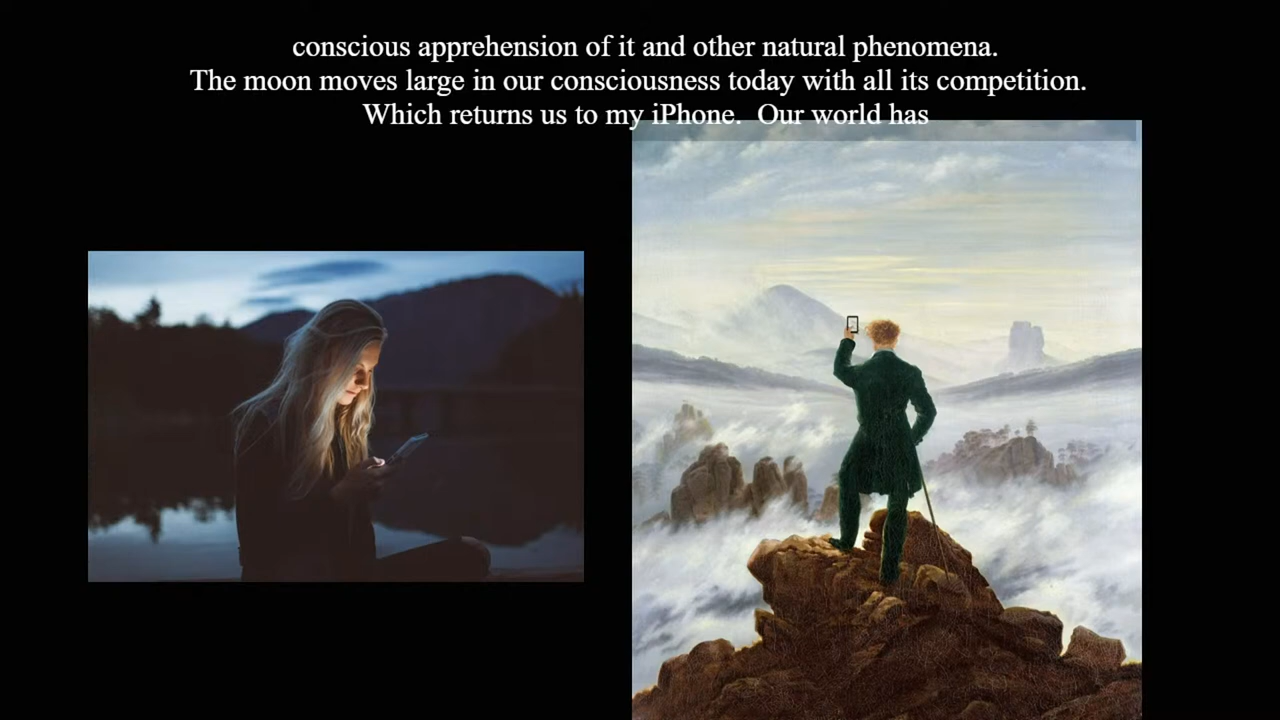 conscious apprehension of it and other natural phenomena.
The moon moves large in our consciousness today with all its competition.
Which returns us to my iPhone.  Our world has